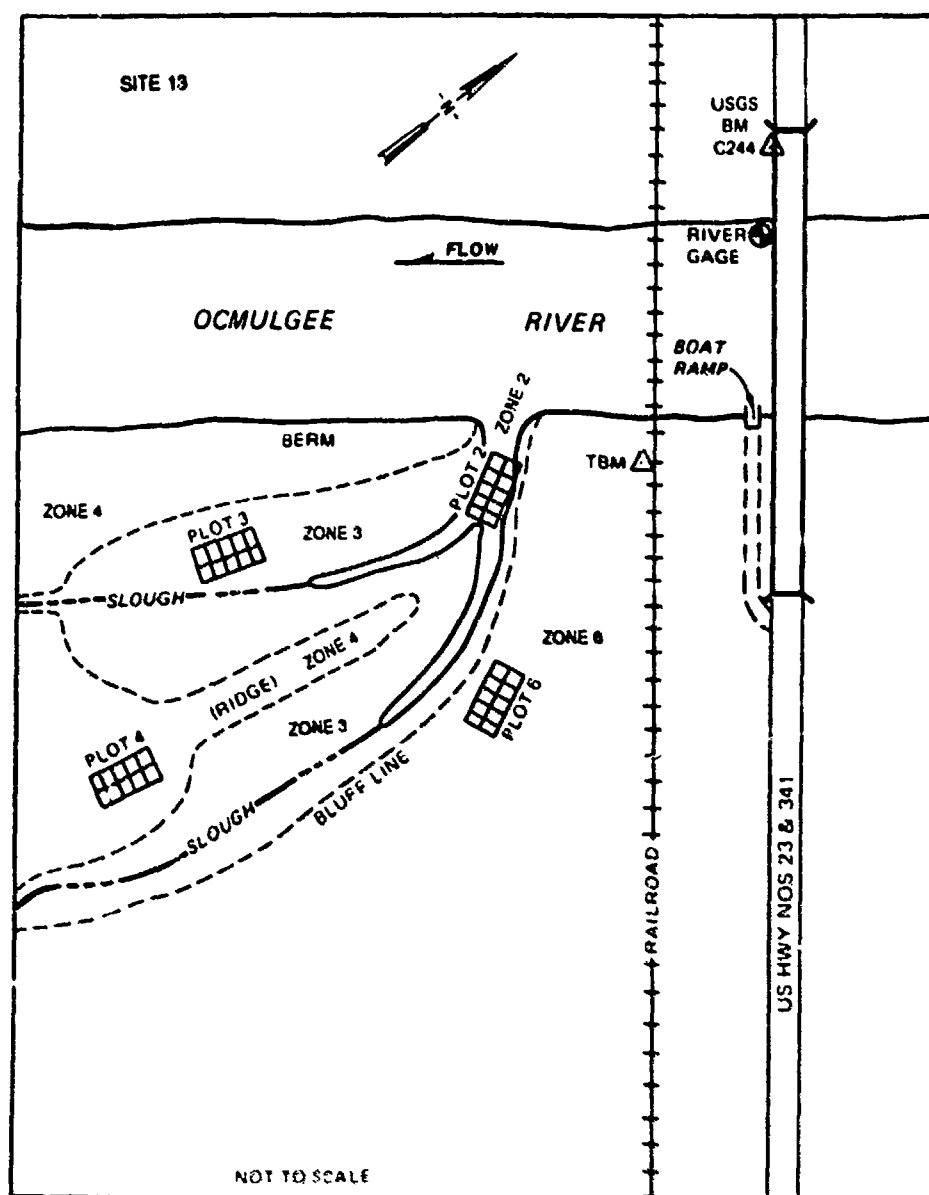 SITE 13
N
USGS
BM
C244
RIVER
GAGE
FLOW
OCMULGEE RIVER
BOAT
RAMP
ZONE 2
BERM
PLOT 2
TBM
ZONE 4
PLOT 3
ZONE 3
SLOUGH
ZONE 4
(RIDGE)
ZONE 6
PLOT 6
ZONE 3
PLOT 4
SLOUGH
BLUFF LINE
RAILROAD
US HWY NOS 23 & 341
NOT TO SCALE